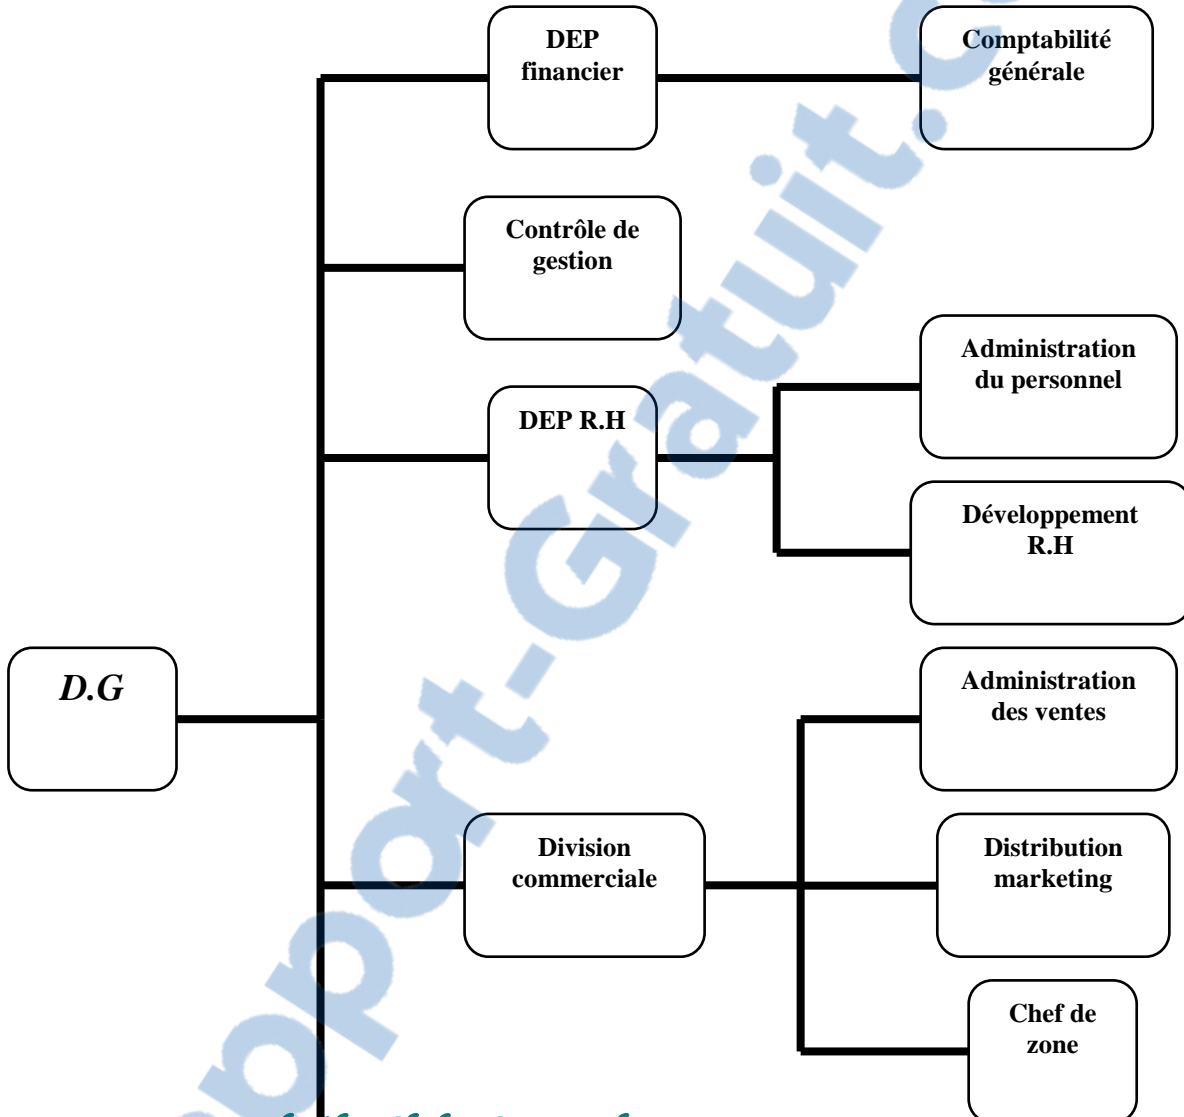 DEP
financier
Comptabilité
générale
Contrôle de
gestion
Administration
du personnel
DEP R.H
Développement
R.H
D.G
Administration
des ventes
Division
commerciale
Distribution
marketing
Chef de
zone